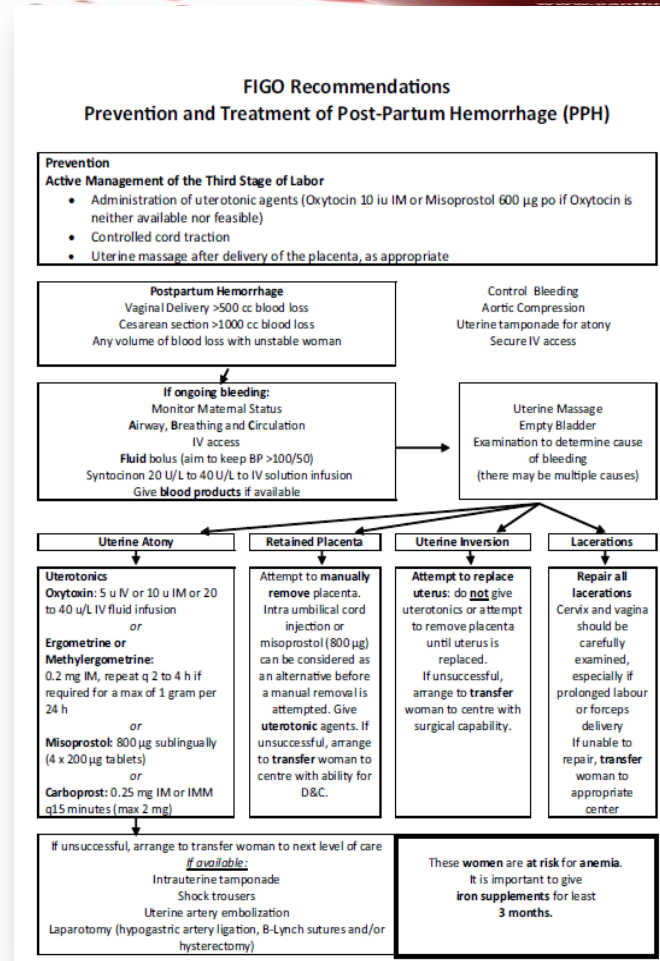 FIGO Recommendations
Prevention and Treatment of Post-Partum Hemorrhage (PPH)
Prevention
Active Management of the Third Stage of Labor
• Administration of uterotonic agents (Oxytocin 10 iu IM or Misoprostol 600 µg po if Oxytocin is
neither available nor feasible)
• Controlled cord traction
• Uterine massage after delivery of the placenta, as appropriate
Postpartum Hemorrhage
Vaginal Delivery >500 cc blood loss
Cesarean section >1000 cc blood loss
Any volume of blood loss with unstable woman
Control Bleeding
Aortic Compression
Uterine tamponade for atony
Secure IV access
If ongoing bleeding:
Monitor Maternal Status
Airway, Breathing and Circulation
IV access
Fluid bolus (aim to keep BP >100/50)
Syntocinon 20 U/L to 40 U/L to IV solution infusion
Give blood products if available
Uterine Massage
Empty Bladder
Examination to determine cause
of bleeding
(there may be multiple causes)
Uterine Atony
Uterotonics
Oxytoxin: 5 u IV or 10 u IM or 20
to 40 u/L IV fluid infusion
or
Ergometrine or
Methylergometrine:
0.2 mg IM, repeat q 2 to 4 h if
required for a max of 1 gram per
24 h
or
Misoprostol: 800 µg sublingually
(4 x 200 µg tablets)
or
Carboprost: 0.25 mg IM or IMM
q15 minutes (max 2 mg)
Retained Placenta
Attempt to manually
remove placenta.
Intra umbilical cord
injection or
misoprostol (800 µg)
can be considered as
an alternative before
a manual removal is
attempted. Give
uterotonic agents. If
unsuccessful, arrange
to transfer woman to
centre with ability for
D&C.
Uterine Inversion
Attempt to replace
uterus: do not give
uterotonics or attempt
to remove placenta
until uterus is
replaced.
If unsuccessful,
arrange to transfer
woman to centre with
surgical capability.
Lacerations
Repair all
lacerations
Cervix and vagina
should be
carefully
examined,
especially if
prolonged labour
or forceps
delivery
If unable to
repair, transfer
woman to
appropriate
center
If unsuccessful, arrange to transfer woman to next level of care
If available:
Intrauterine tamponade
Shock trousers
Uterine artery embolization
Laparotomy (hypogastric artery ligation, B-Lynch sutures and/or
hysterectomy)
These women are at risk for anemia.
It is important to give
iron supplements for least
3 months.